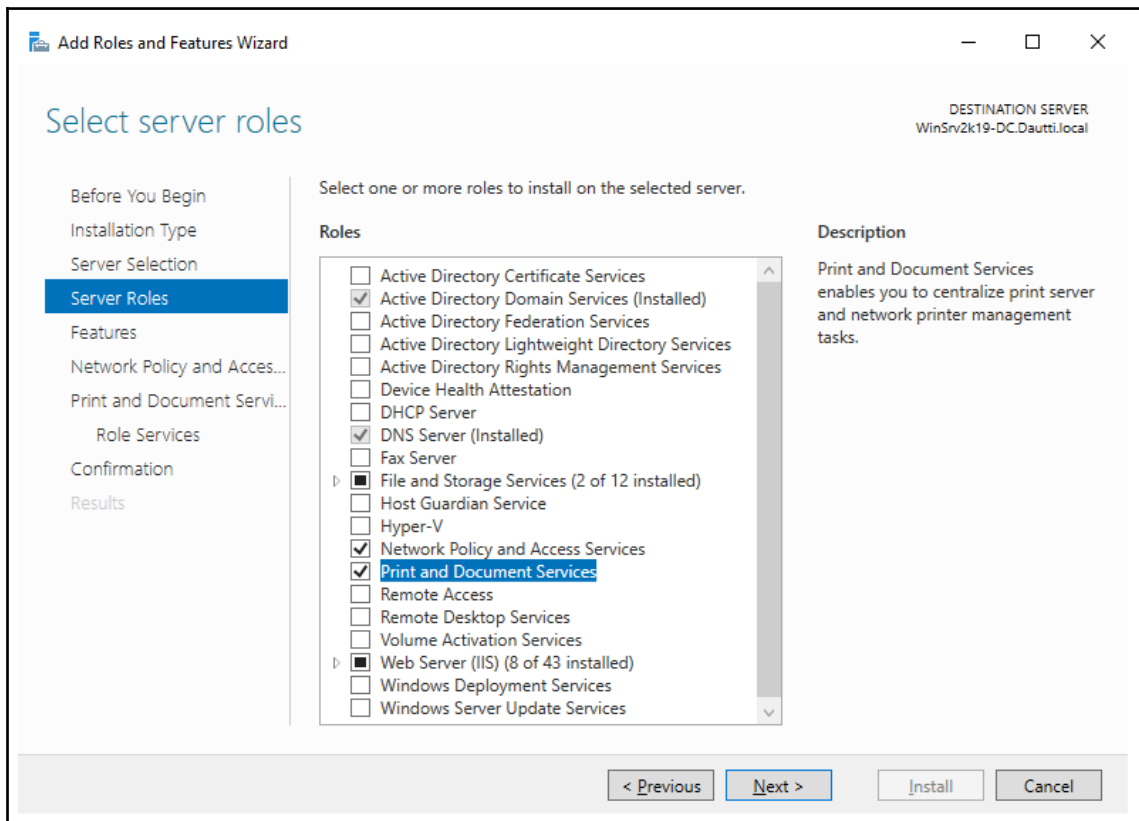 Add Roles and Features Wizard
Select server roles
DESTINATION SERVER
WinSrv2k19-DC.Dautti.local
Before You Begin
Installation Type
Server Selection
Server Roles
Features
Network Policy and Acces...
Print and Document Servi...
Role Services
Confirmation
Results
Select one or more roles to install on the selected server.
Roles
Active Directory Certificate Services
Active Directory Domain Services (Installed)
Active Directory Federation Services
Active Directory Lightweight Directory Services
Active Directory Rights Management Services
Device Health Attestation
DHCP Server
DNS Server (Installed)
Fax Server
File and Storage Services (2 of 12 installed)
Host Guardian Service
Hyper-V
Network Policy and Access Services
Print and Document Services
Remote Access
Remote Desktop Services
Volume Activation Services
Web Server (IIS) (8 of 43 installed)
Windows Deployment Services
Windows Server Update Services
Description
Print and Document Services
enables you to centralize print server
and network printer management
tasks.
< Previous
Next >
Install
Cancel